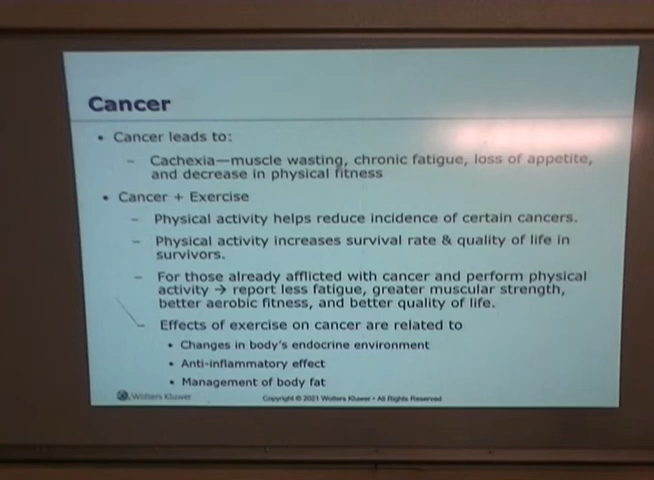 Cancer
• Cancer leads to:
– Cachexia—muscle wasting, chronic fatigue, loss of appetite,
and decrease in physical fitness
• Cancer + Exercise
– Physical activity helps reduce incidence of certain cancers.
– Physical activity increases survival rate & quality of life in
survivors.
– For those already afflicted with cancer and perform physical
activity → report less fatigue, greater muscular strength,
better aerobic fitness, and better quality of life.
– Effects of exercise on cancer are related to
• Changes in body's endocrine environment
• Anti-inflammatory effect
• Management of body fat
Wolters Kluwer
Copyright © 2021 Wolters Kluwer • All Rights Reserved